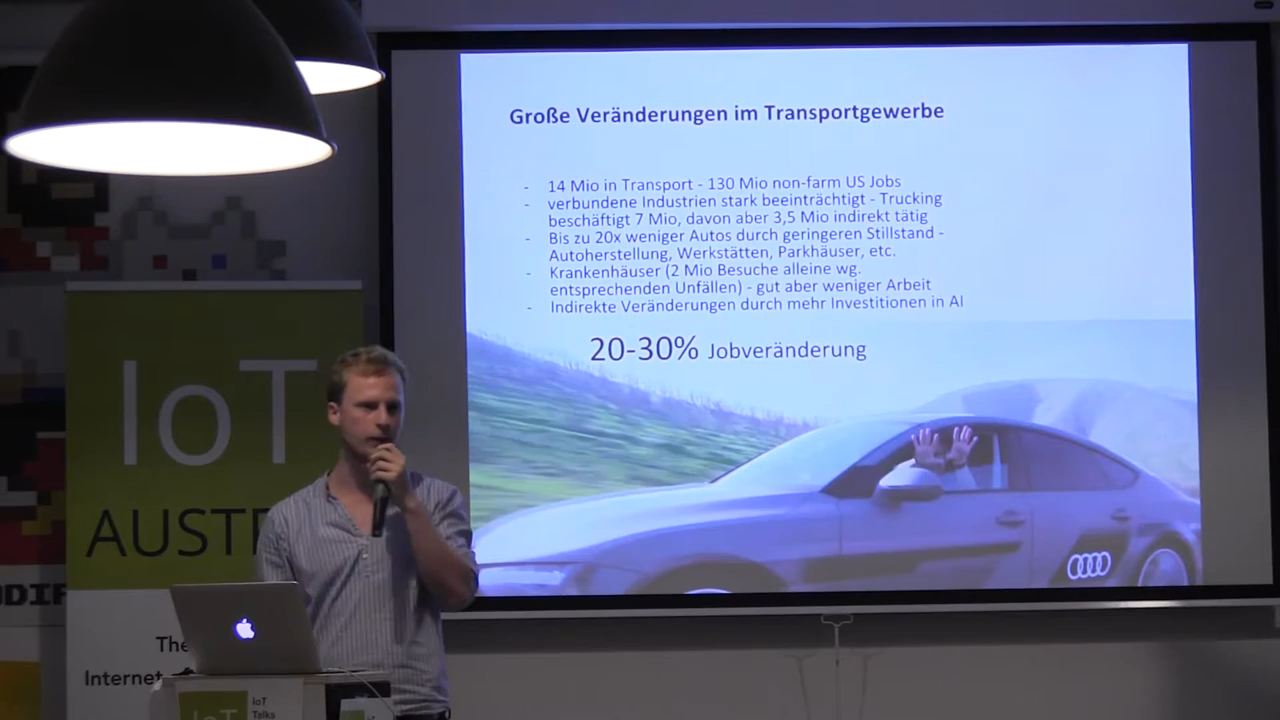 Große Veränderungen im Transportgewerbe
- 14 Mio in Transport - 130 Mio non-farm US Jobs
- verbundene Industrien stark beeinträchtigt - Trucking
beschäftigt 7 Mio, davon aber 3,5 Mio indirekt tätig
- Bis zu 20x weniger Autos durch geringeren Stillstand -
Autoherstellung, Werkstätten, Parkhäuser, etc.
- Krankenhäuser (2 Mio Besuche alleine wg.
entsprechenden Unfällen) - gut aber weniger Arbeit
- Indirekte Veränderungen durch mehr Investitionen in AI
20-30% Jobveränderung
IoT
AUSTR
The
Internet
IoT
IoT
Talks